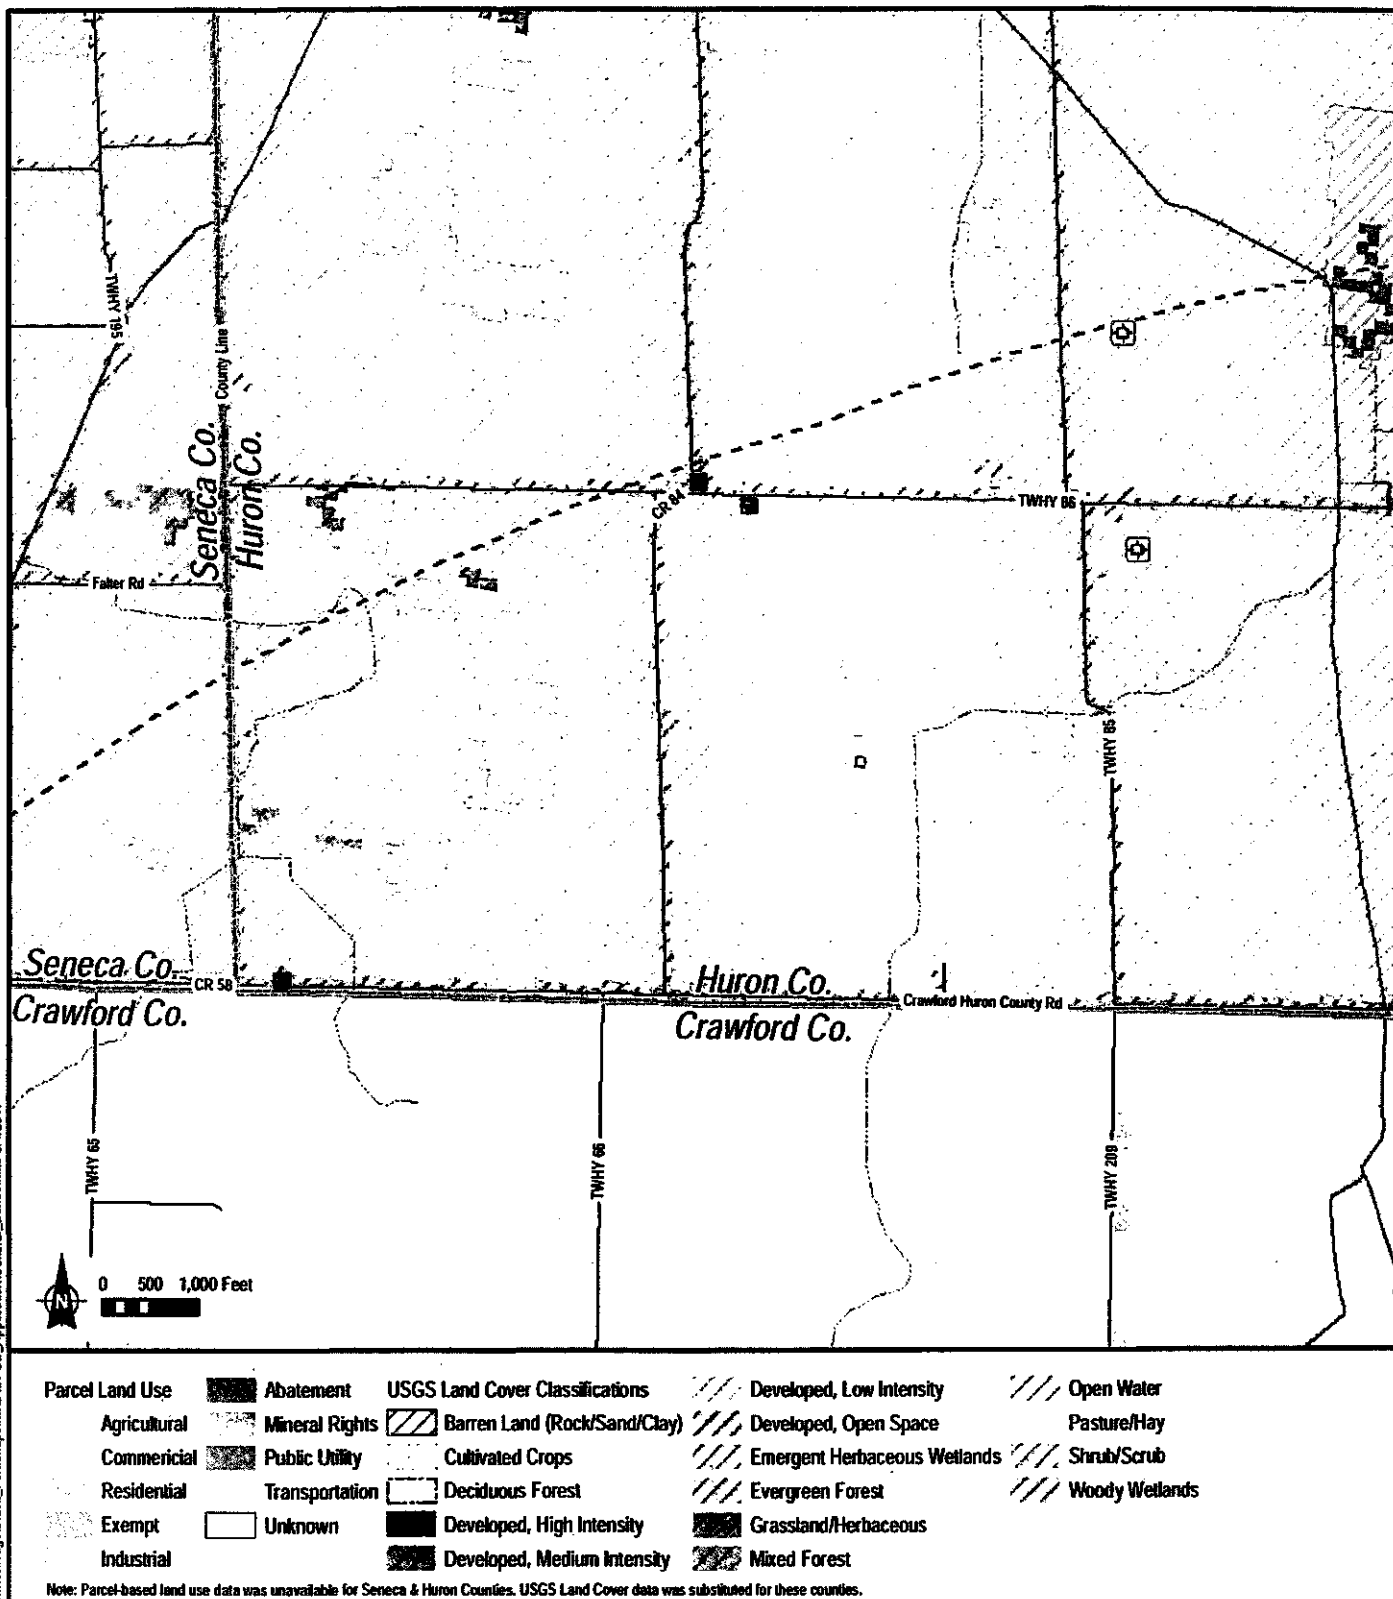 TWHY 195
County Line
Seneca Co.
Huron Co.
CR 84
TWHY 86
Falter Rd
TWHY 85
Seneca Co.
CR 58
Huron Co.
Crawford Huron County Rd
Crawford Co.
Crawford Co.
TWHY 65
TWHY 66
TWHY 209
N
0 500 1,000 Feet
Parcel Land Use
Agricultural
Commericial
Residential
Exempt
Industrial
Abatement
Mineral Rights
Public Utility
Transportation
Unknown
USGS Land Cover Classifications
Barren Land (Rock/Sand/Clay)
Cultivated Crops
Deciduous Forest
Developed, High Intensity
Developed, Medium Intensity
Developed, Low Intensity
Developed, Open Space
Emergent Herbaceous Wetlands
Evergreen Forest
Grassland/Herbaceous
Mixed Forest
Open Water
Pasture/Hay
Shrub/Scrub
Woody Wetlands
Note: Parcel-based land use data was unavailable for Seneca & Huron Counties. USGS Land Cover data was substituted for these counties.